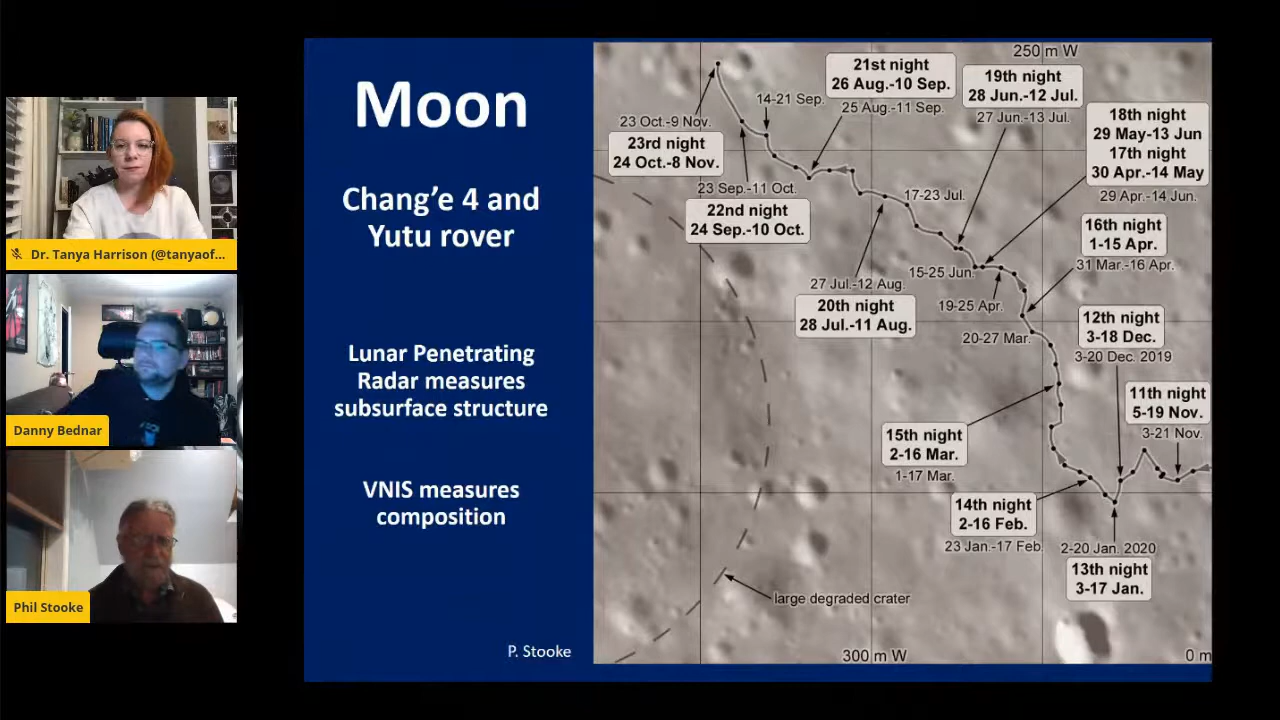 Dr. Tanya Harrison (@tanyaof...
Danny Bednar
Phil Stooke
Moon
Chang’e 4 and
Yutu rover
Lunar Penetrating
Radar measures
subsurface structure
VNIS measures
composition
P. Stooke
250 m W
21st night
26 Aug.-10 Sep.
25 Aug.-11 Sep.
19th night
28 Jun.-12 Jul.
27 Jun.-13 Jul.
14-21 Sep.
23 Oct.-9 Nov.
23rd night
24 Oct.-8 Nov.
18th night
29 May-13 Jun
17th night
30 Apr.-14 May
29 Apr.-14 Jun.
23 Sep.-11 Oct.
22nd night
24 Sep.-10 Oct.
17-23 Jul.
16th night
1-15 Apr.
31 Mar.-16 Apr.
15-25 Jun.
27 Jul.-12 Aug.
20th night
28 Jul.-11 Aug.
19-25 Apr.
20-27 Mar.
12th night
3-18 Dec.
3-20 Dec. 2019
11th night
5-19 Nov.
3-21 Nov.
15th night
2-16 Mar.
1-17 Mar.
14th night
2-16 Feb.
23 Jan.-17 Feb.
2-20 Jan. 2020
13th night
3-17 Jan.
large degraded crater
300 m W
0 m